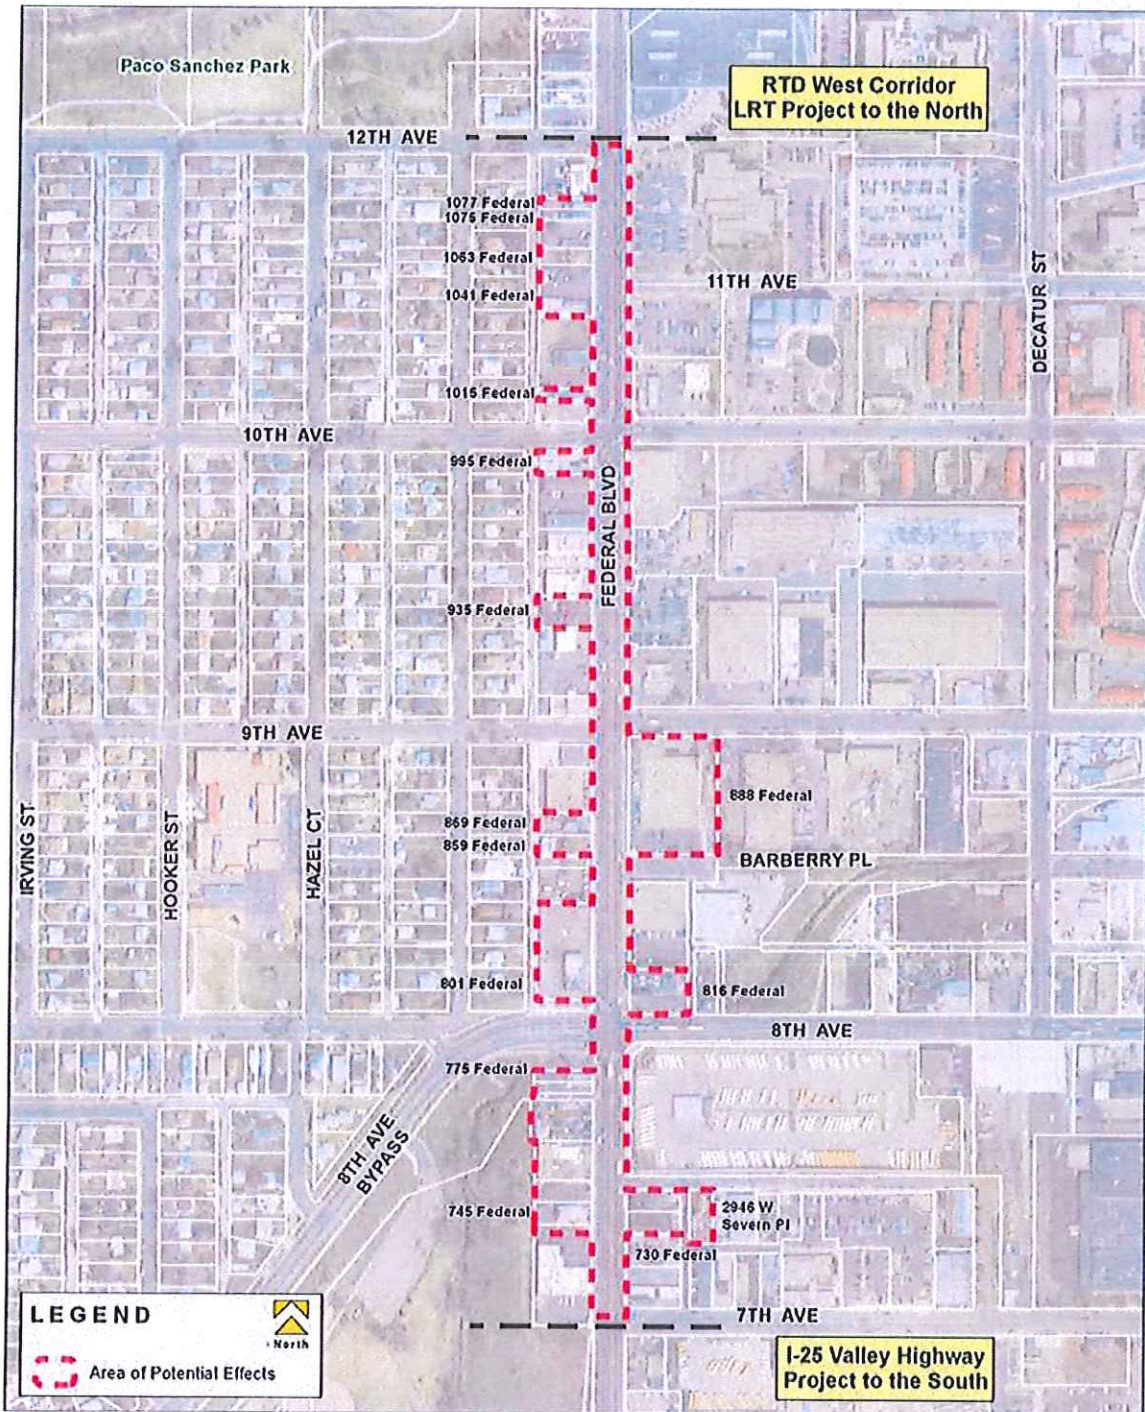 Paco Sanchez Park
RTD West Corridor
LRT Project to the North
12TH AVE
1077 Federal
1075 Federal
1063 Federal
1041 Federal
11TH AVE
DECATUR ST
1015 Federal
10TH AVE
995 Federal
FEDERAL BLVD
935 Federal
9TH AVE
888 Federal
869 Federal
859 Federal
BARBERRY PL
IRVING ST
HOOKER ST
HAZEL CT
801 Federal
816 Federal
8TH AVE
775 Federal
8TH AVE
BYPASS
745 Federal
2946 W
Severn Pl
730 Federal
7TH AVE
LEGEND
North
Area of Potential Effects
I-25 Valley Highway
Project to the South